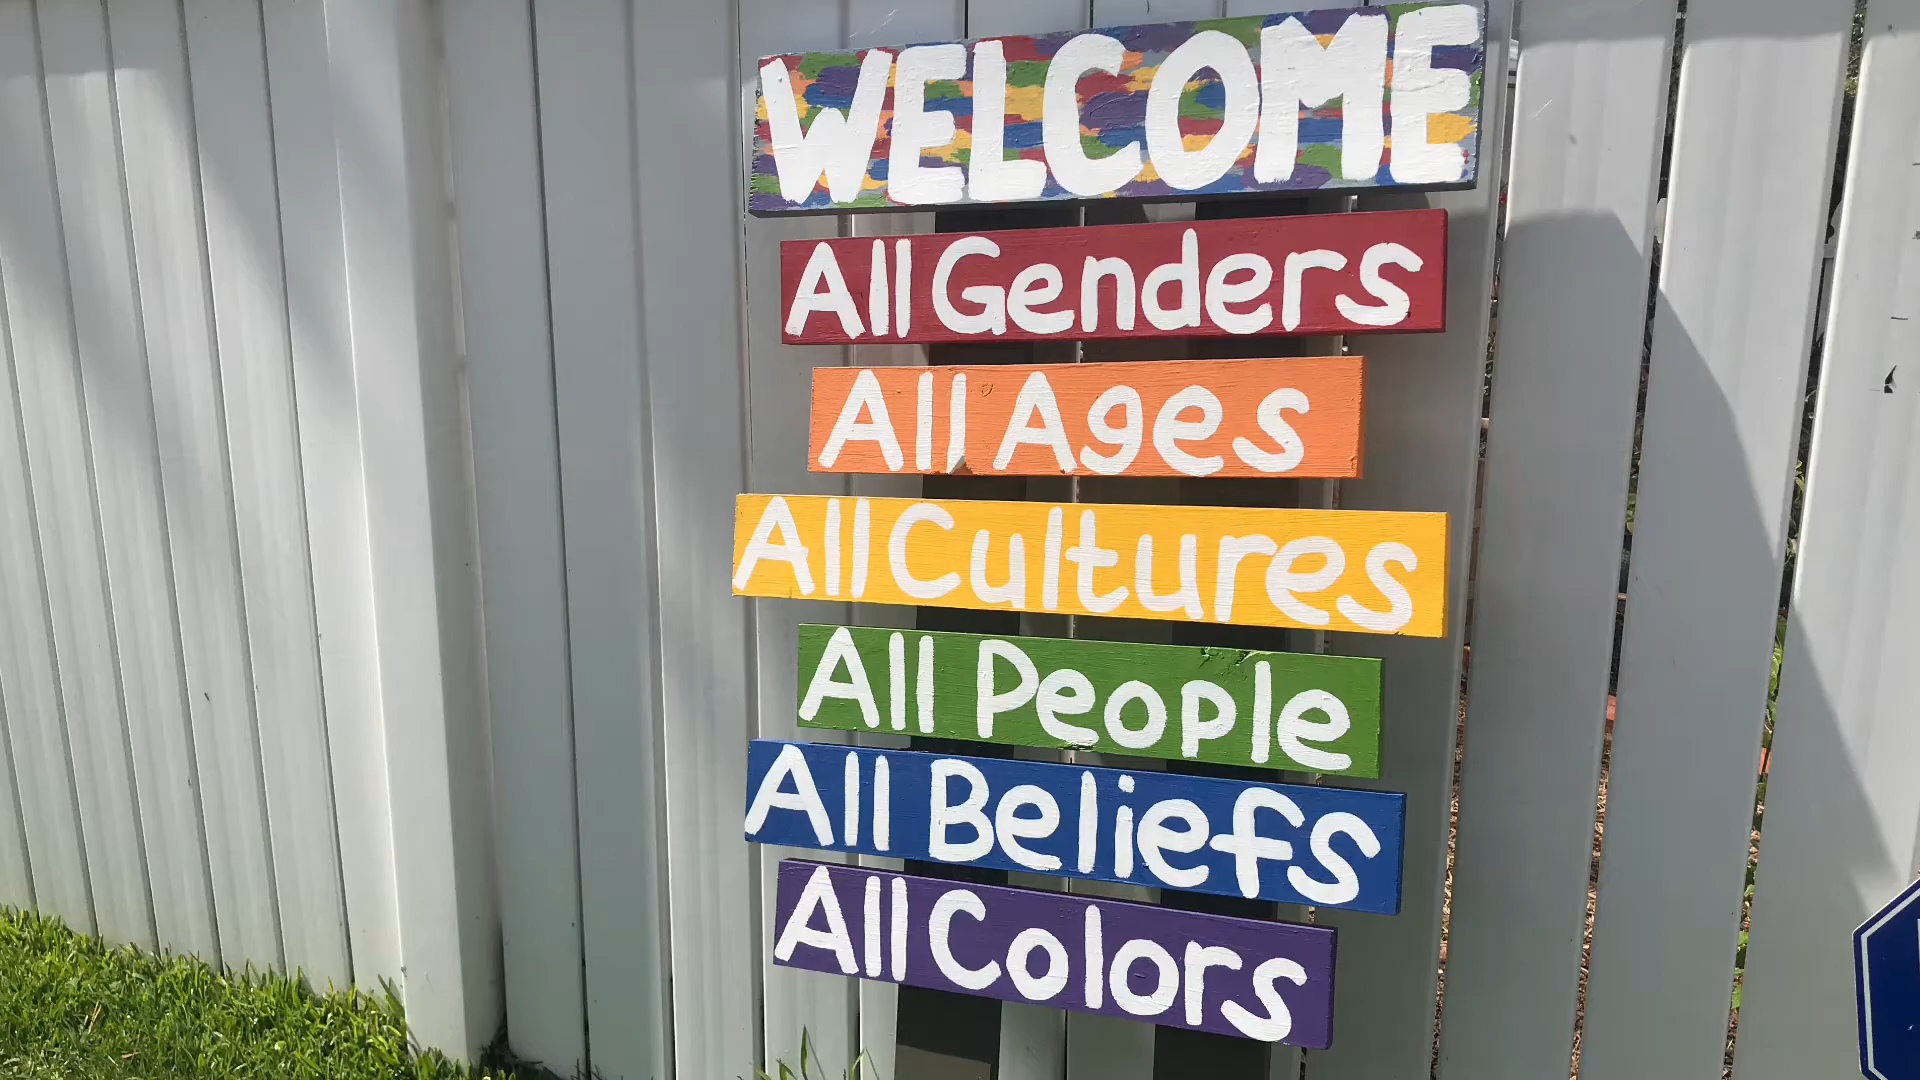 WELCOME
All Genders
All Ages
All Cultures
All People
All Beliefs
All Colors